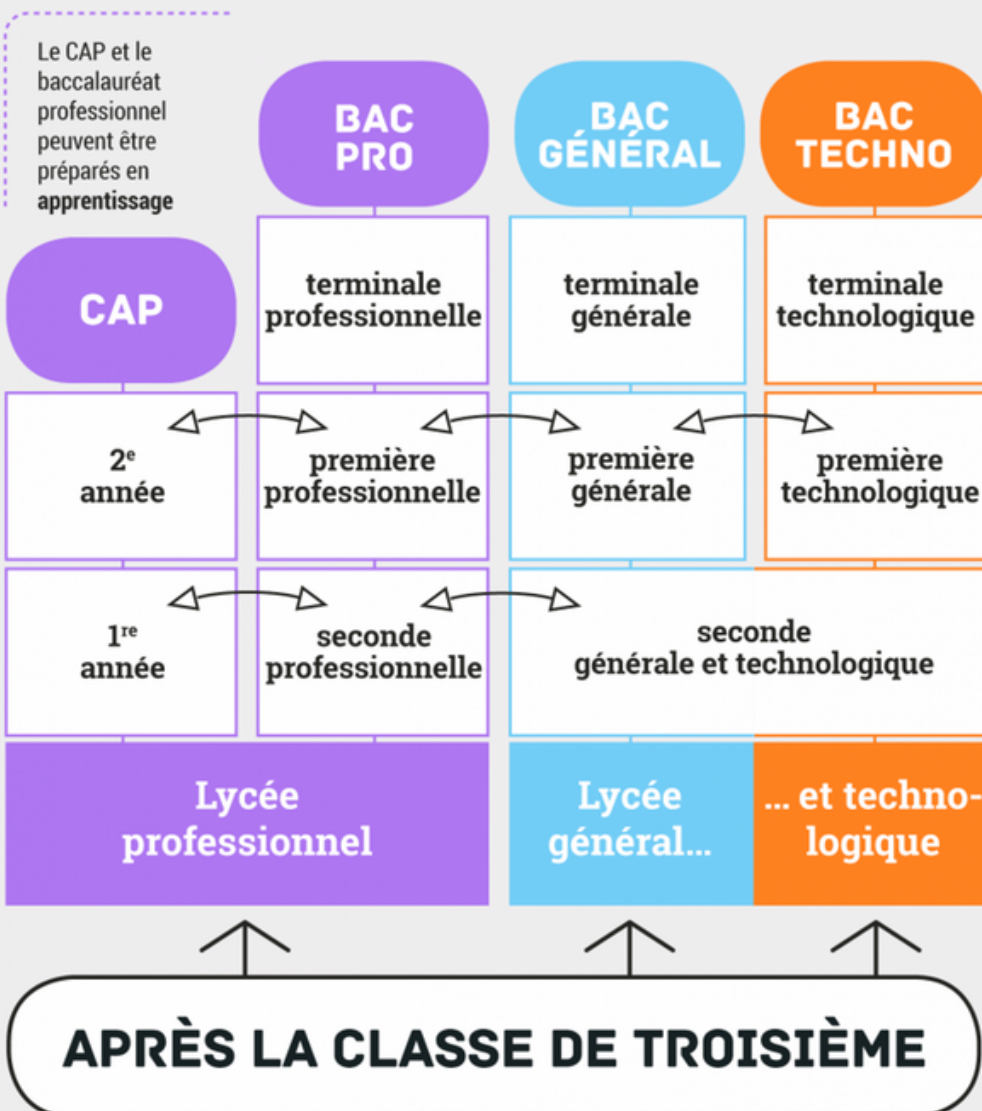 Le CAP et le
baccalauréat
professionnel
peuvent être
préparés en
apprentissage
BAC
PRO
BAC
GÉNÉRAL
BAC
TECHNO
CAP
terminale
professionnelle
terminale
générale
terminale
technologique
2e
année
première
professionnelle
première
générale
première
technologique
1re
année
seconde
professionnelle
seconde
générale et technologique
Lycée
professionnel
Lycée
général...
... et techno-
logique
APRÈS LA CLASSE DE TROISIÈME